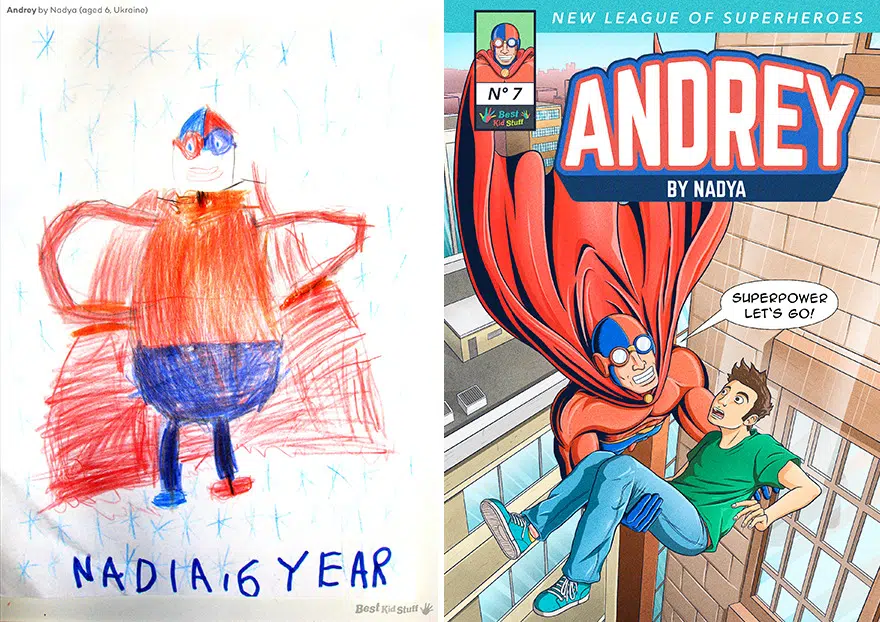 Andrey by Nadya (aged 6, Ukraine)
NADIA, 6 YEAR
Best Kid Stuff
NEW LEAGUE OF SUPERHEROES
N° 7
Best
Kid Stuff
ANDREY
BY NADYA
SUPERPOWER
LET'S GO!